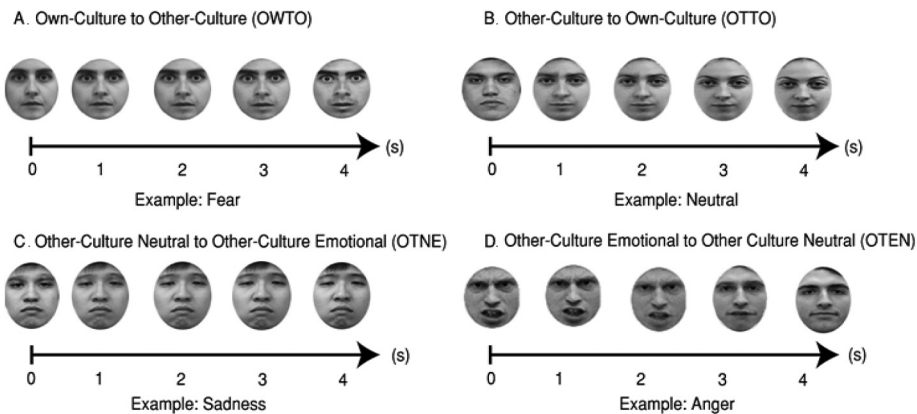 A. Own-Culture to Other-Culture (OWTO)
0 1 2 3 4 (s)
Example: Fear
B. Other-Culture to Own-Culture (OTTO)
0 1 2 3 4 (s)
Example: Neutral
C. Other-Culture Neutral to Other-Culture Emotional (OTNE)
0 1 2 3 4 (s)
Example: Sadness
D. Other-Culture Emotional to Other Culture Neutral (OTEN)
0 1 2 3 4 (s)
Example: Anger